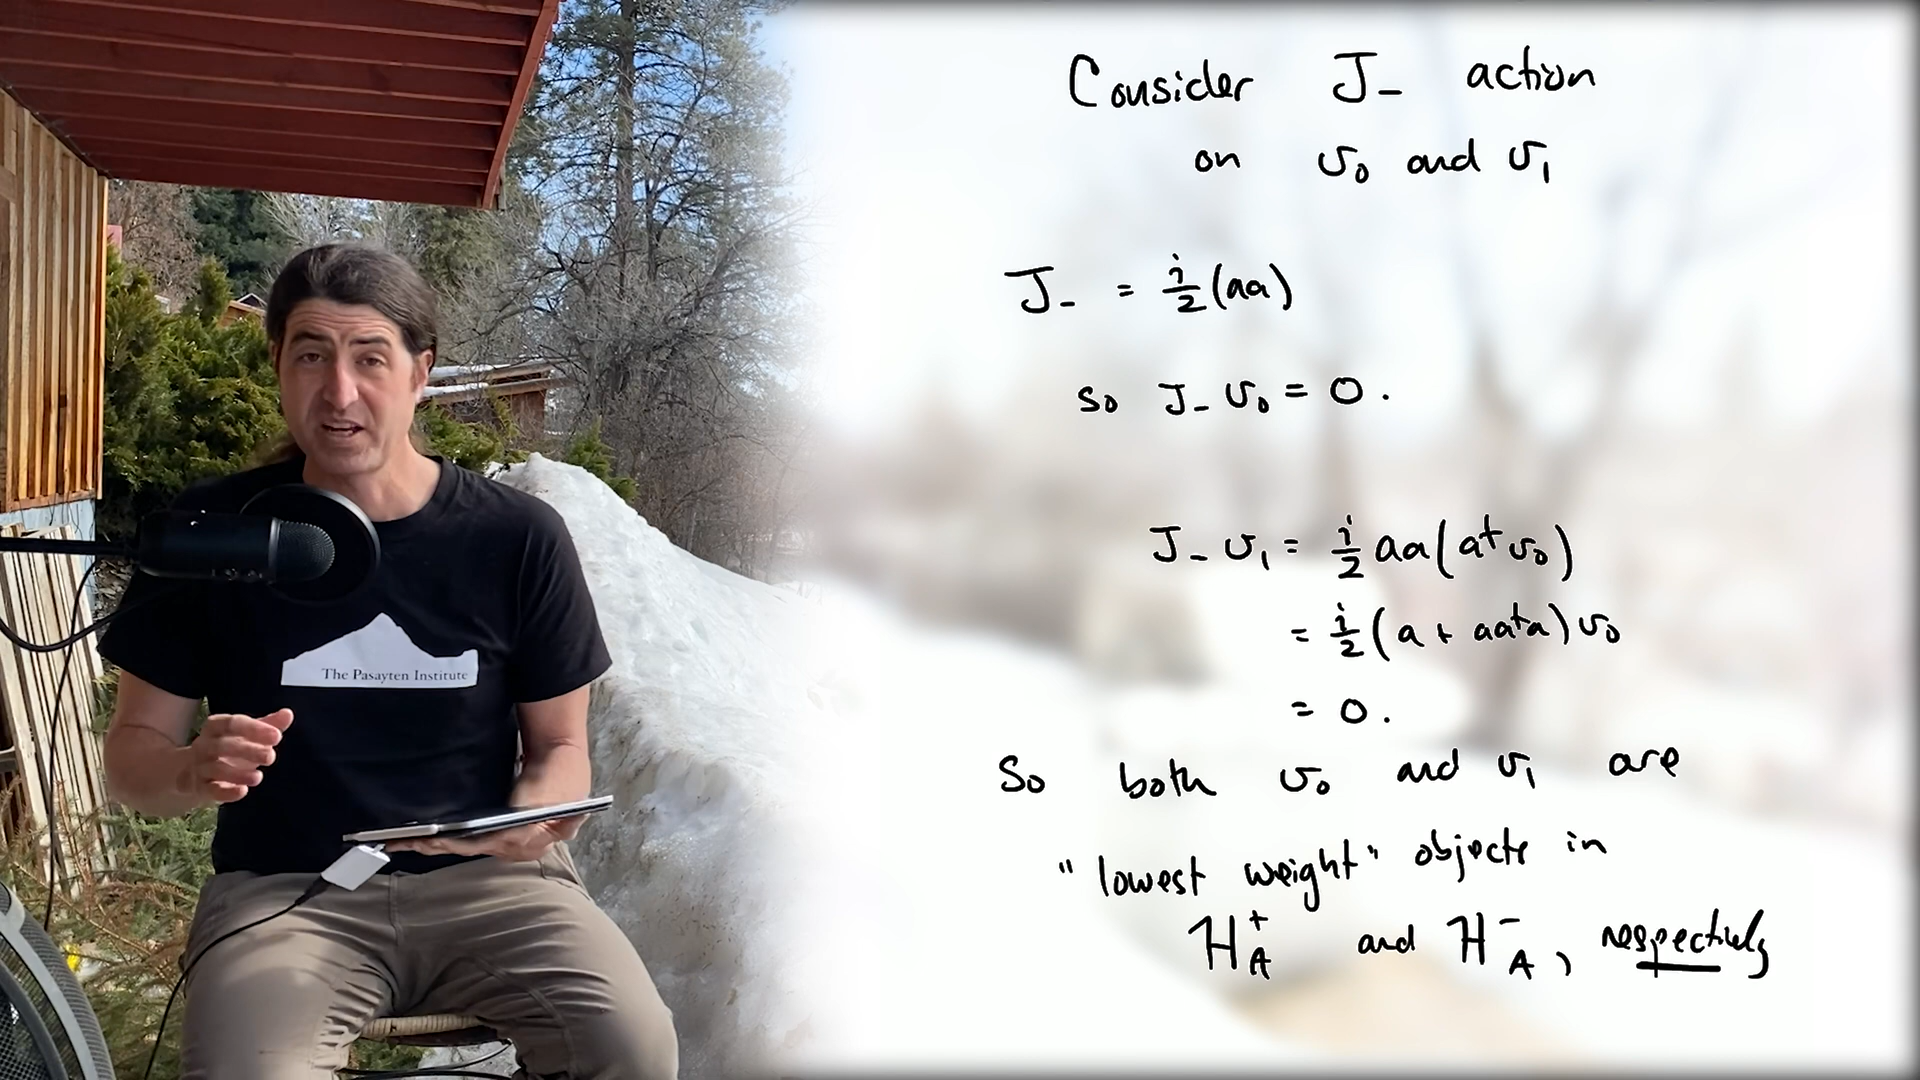 Consider J₋ action
on v₀ and v₁
J₋ = i/2 (aa)
so J₋ v₀ = 0.
J₋ v₁ = i/2 aa(a†v₀)
= i/2 (a + aa†a) v₀
= 0.
So both v₀ and v₁ are
"lowest weight" objects in
H⁺_A and H⁻_A, respectively
The Pasayten Institute